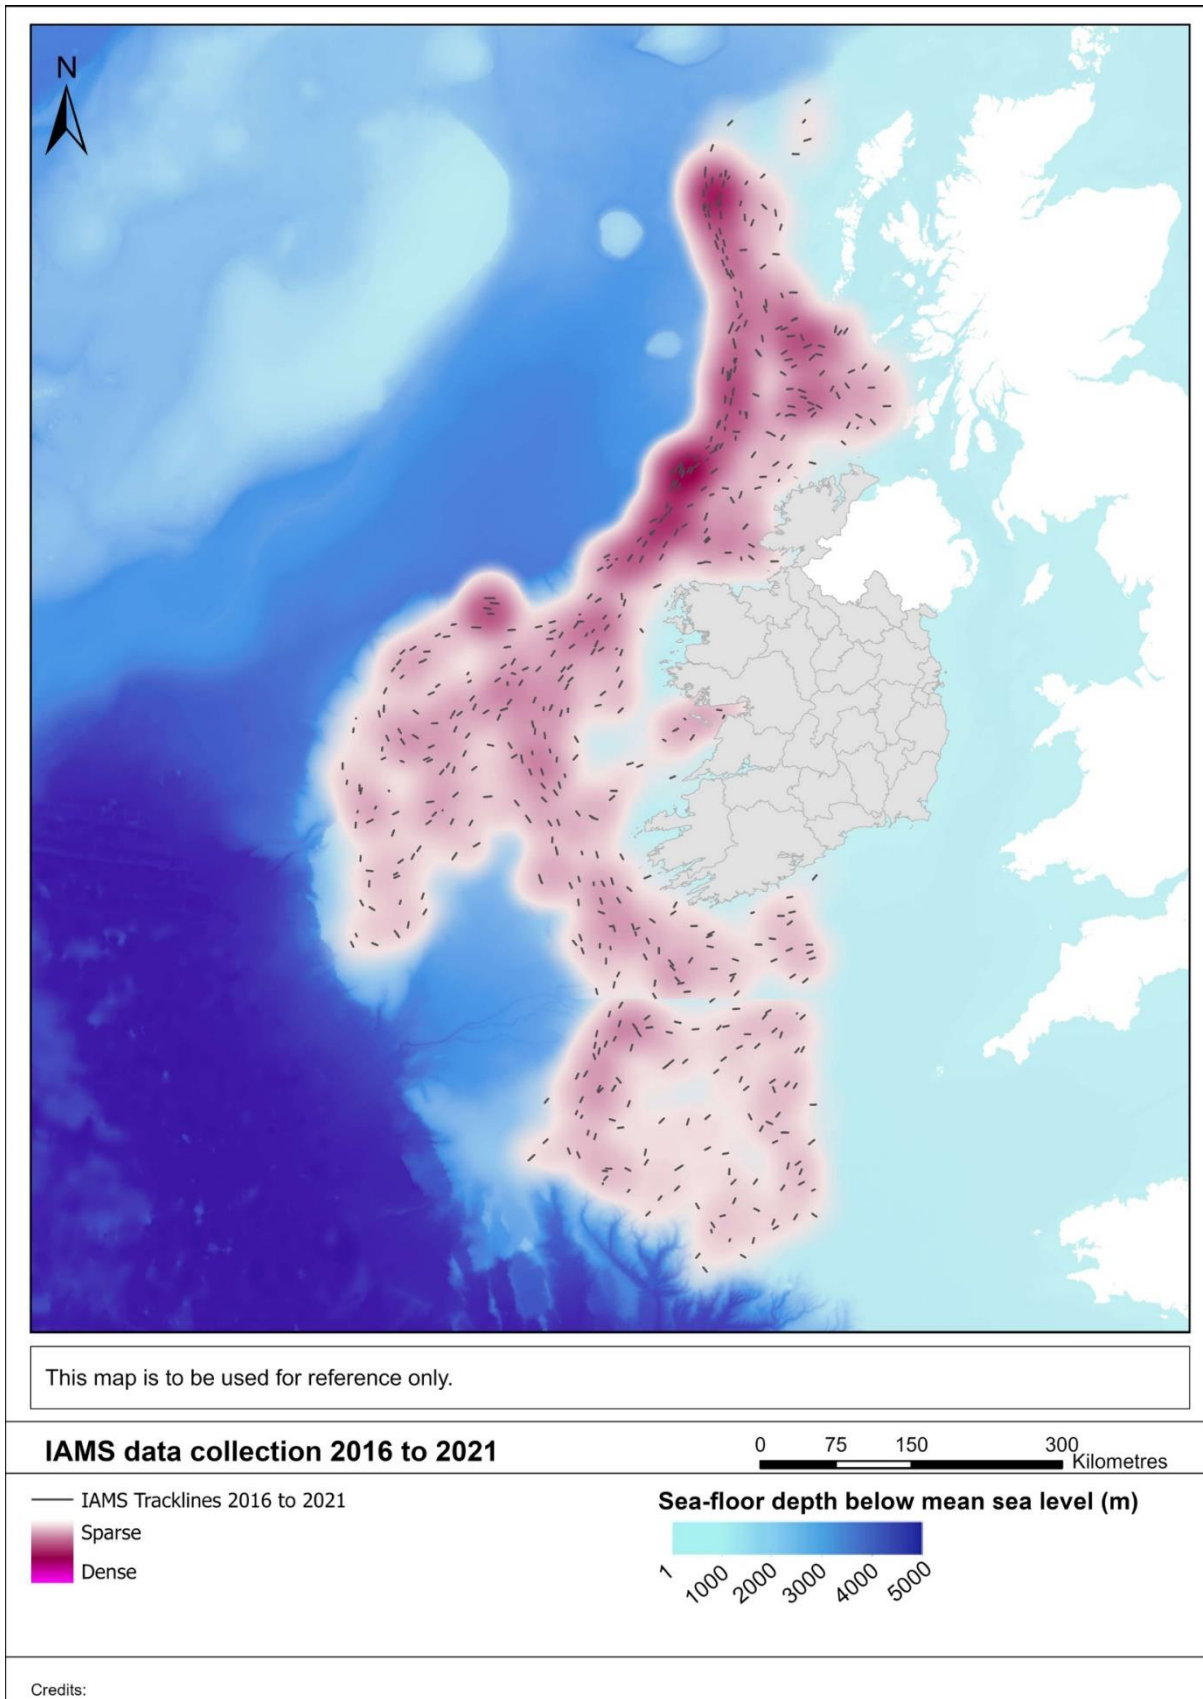 N
This map is to be used for reference only.
IAMS data collection 2016 to 2021
0 75 150 300
Kilometres
IAMS Tracklines 2016 to 2021
Sparse
Dense
Sea-floor depth below mean sea level (m)
1 1000 2000 3000 4000 5000
Credits: